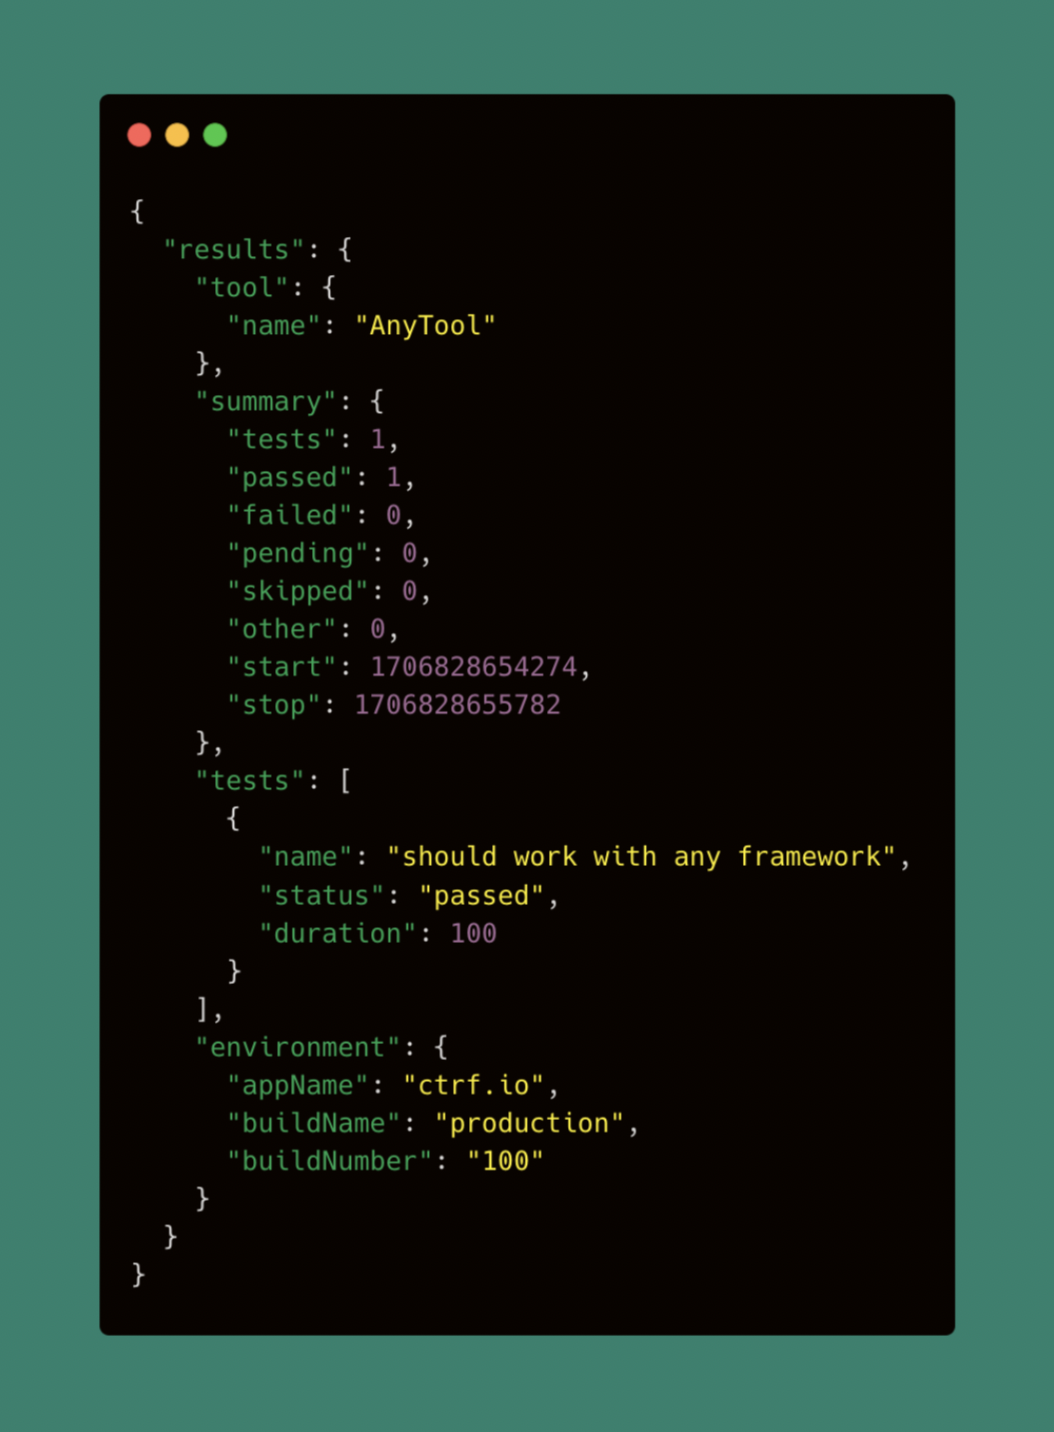 {
  "results": {
    "tool": {
      "name": "AnyTool"
    },
    "summary": {
      "tests": 1,
      "passed": 1,
      "failed": 0,
      "pending": 0,
      "skipped": 0,
      "other": 0,
      "start": 1706828654274,
      "stop": 1706828655782
    },
    "tests": [
      {
        "name": "should work with any framework",
        "status": "passed",
        "duration": 100
      }
    ],
    "environment": {
      "appName": "ctrf.io",
      "buildName": "production",
      "buildNumber": "100"
    }
  }
}